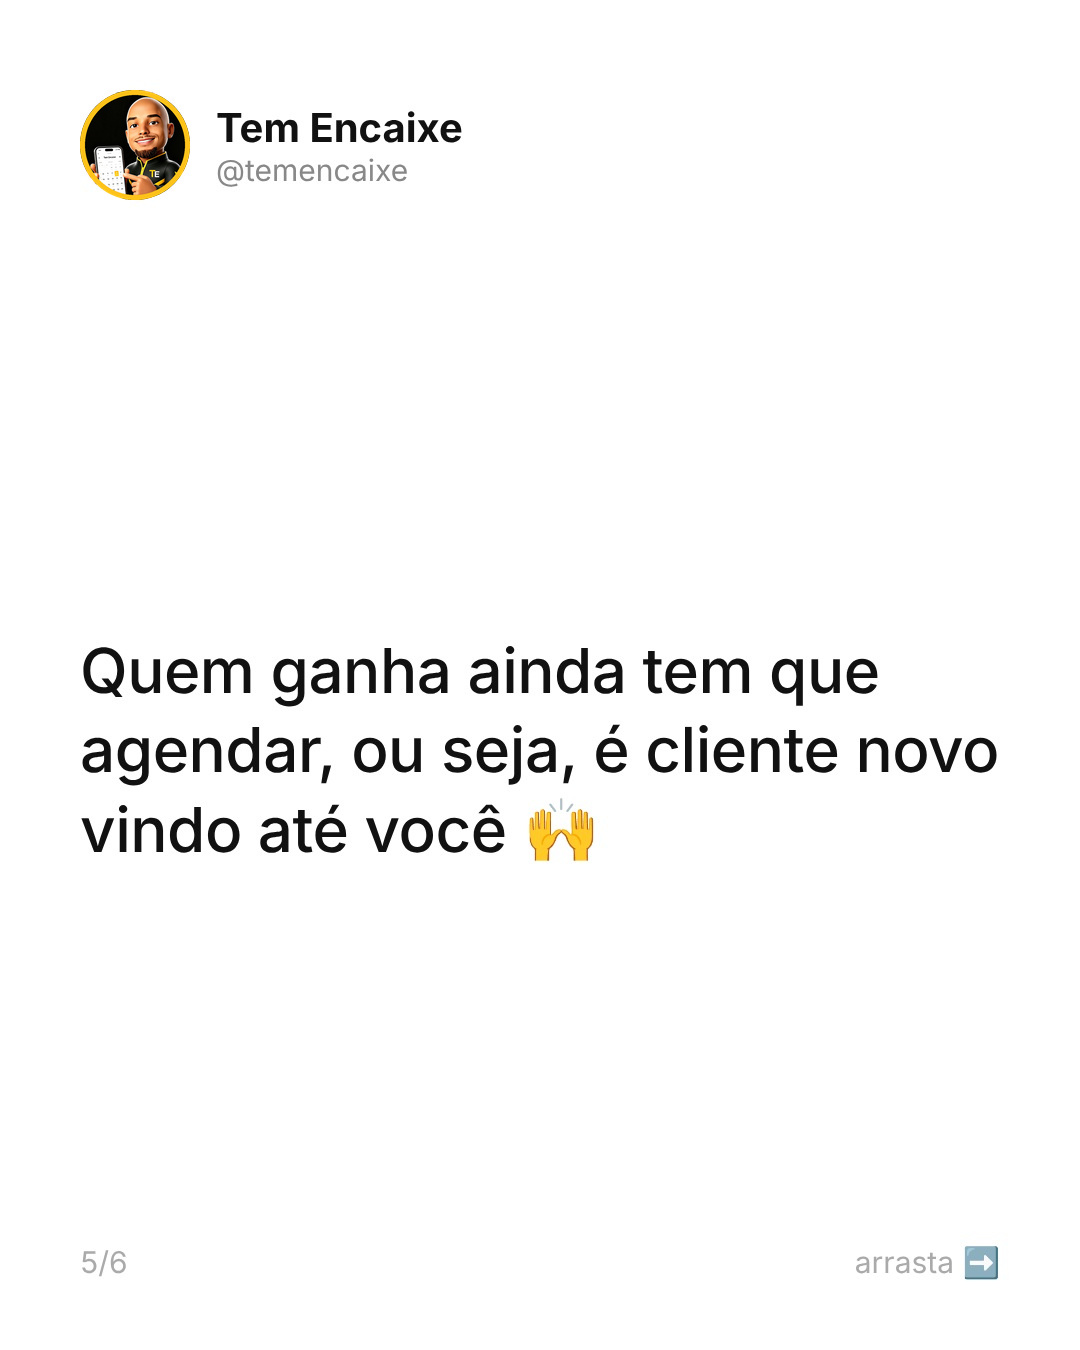 Tem Encaixe
@temencaixe
TE
Quem ganha ainda tem que
agendar, ou seja, é cliente novo
vindo até você 🙌
5/6
arrasta ➡️